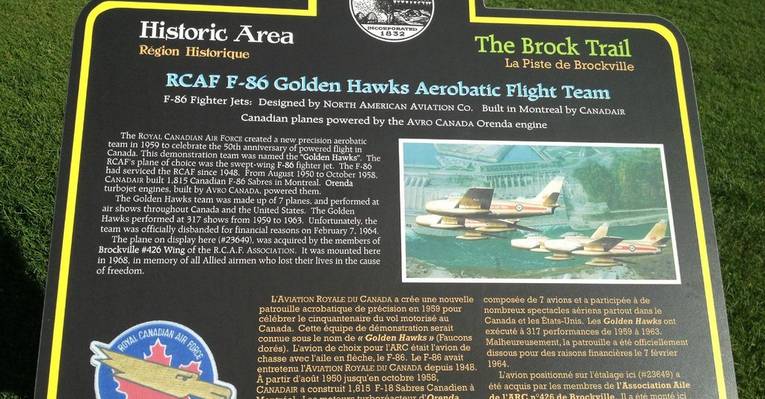 INCORPORATED
1832
Historic Area
Région Historique
The Brock Trail
La Piste de Brockville
RCAF F-86 Golden Hawks Aerobatic Flight Team
F-86 Fighter Jets: Designed by North American Aviation Co. Built in Montreal by Canadair
Canadian planes powered by the Avro Canada Orenda engine
The Royal Canadian Air Force created a new precision aerobatic
team in 1959 to celebrate the 50th anniversary of powered flight in
Canada. This demonstration team was named the "Golden Hawks". The
RCAF's plane of choice was the swept-wing F-86 fighter jet. The F-86
had serviced the RCAF since 1948. From August 1950 to October 1958,
Canadair built 1,815 Canadian F-86 Sabres in Montreal. Orenda
turbojet engines, built by Avro Canada, powered them.
The Golden Hawks team was made up of 7 planes, and performed at
air shows throughout Canada and the United States. The Golden
Hawks performed at 317 shows from 1959 to 1963. Unfortunately, the
team was officially disbanded for financial reasons on February 7, 1964.
The plane on display here (#23649), was acquired by the members of
Brockville #426 Wing of the R.C.A.F. Association. It was mounted here
in 1968, in memory of all Allied airmen who lost their lives in the cause
of freedom.
ROYAL CANADIAN AIR FORCE
L'Aviation Royale du Canada a crée une nouvelle
patrouille acrobatique de précision en 1959 pour
célébrer le cinquantenaire du vol motorisé au
Canada. Cette équipe de démonstration serait
connue sous le nom de « Golden Hawks » (Faucons
dorés). L'avion de choix pour l'ARC était l'avion de
chasse avec l'aile en flèche, le F-86. Le F-86 avait
entretenu l'Aviation Royale du Canada depuis 1948.
À partir d'août 1950 jusqu'en octobre 1958,
Canadair a construit 1,815 F-18 Sabres Canadien à
Montréal. Les moteurs turboréacteur d'Orenda
composée de 7 avions et a participée à de
nombreux spectacles aériens partout dans le
Canada et les États-Unis. Les Golden Hawks ont
exécuté à 317 performances de 1959 à 1963.
Malheureusement, la patrouille a été officiellement
dissous pour des raisons financières le 7 février
1964.
L'avion positionné sur l'étalage ici (#23649) a
été acquis par les membres de l'Association Aile
de l'ARC n°426 de Brockville. Il a été monté ici